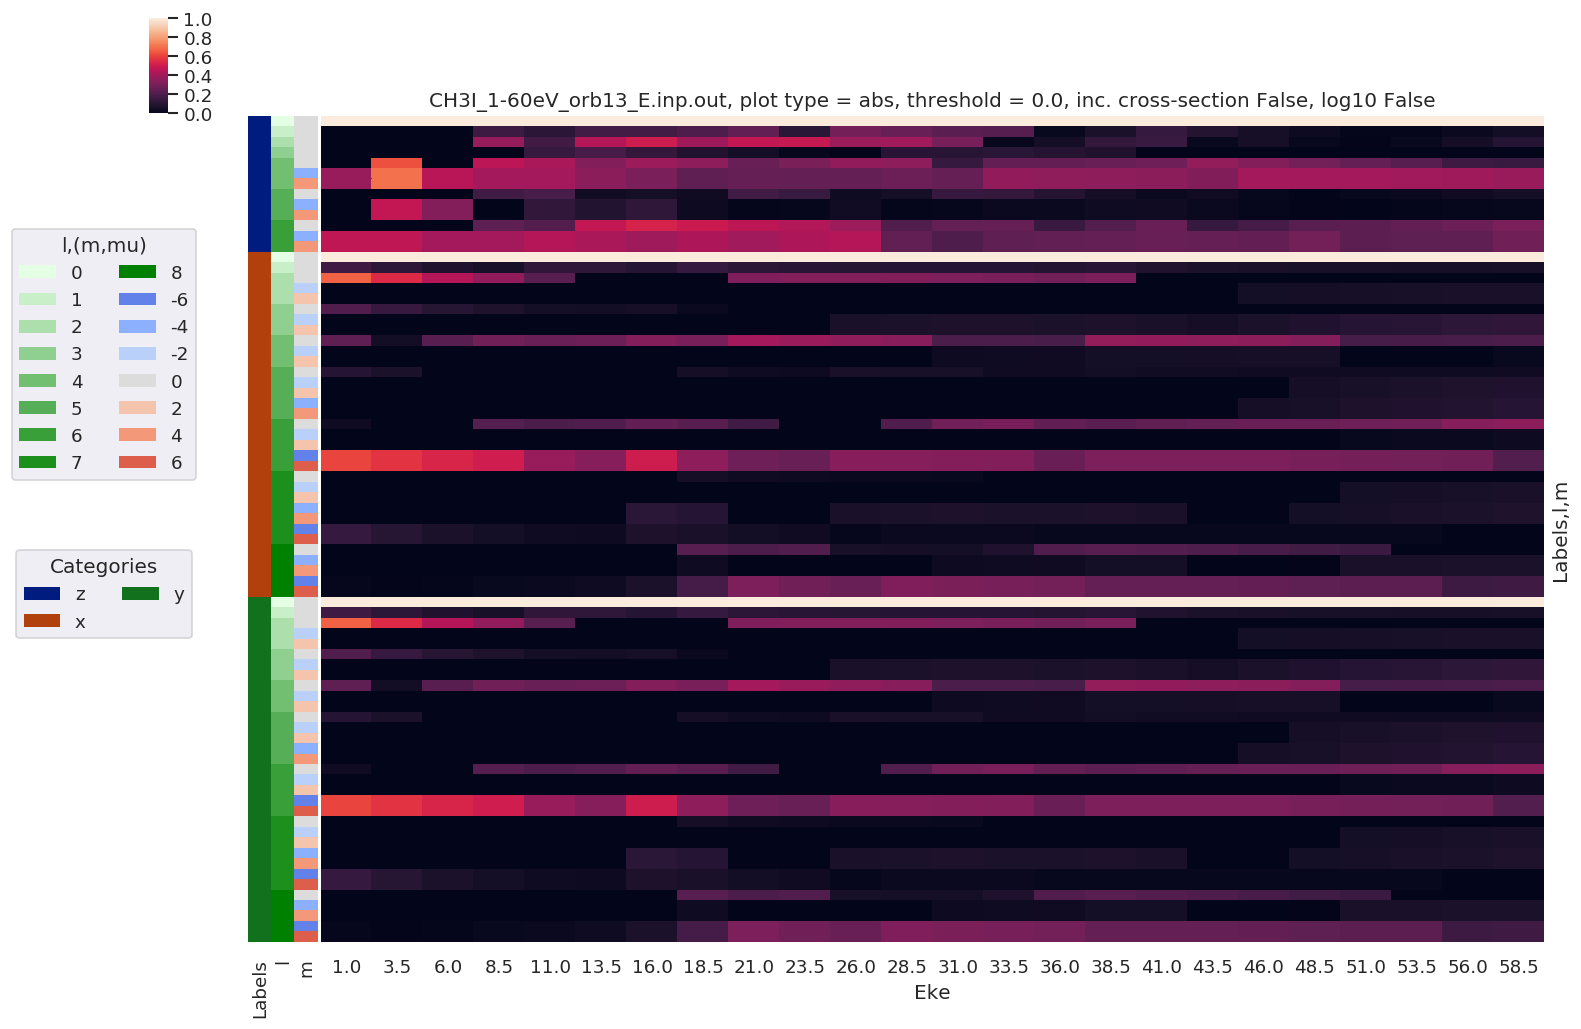 1.0
0.8
0.6
0.4
0.2
0.0
CH3I_1-60eV_orb13_E.inp.out, plot type = abs, threshold = 0.0, inc. cross-section False, log10 False
l,(m,mu)
0 8
1 -6
2 -4
3 -2
4 0
5 2
6 4
7 6
Categories
z y
x
Labels,l,m
Labels l m
1.0 3.5 6.0 8.5 11.0 13.5 16.0 18.5 21.0 23.5 26.0 28.5 31.0 33.5 36.0 38.5 41.0 43.5 46.0 48.5 51.0 53.5 56.0 58.5
Eke